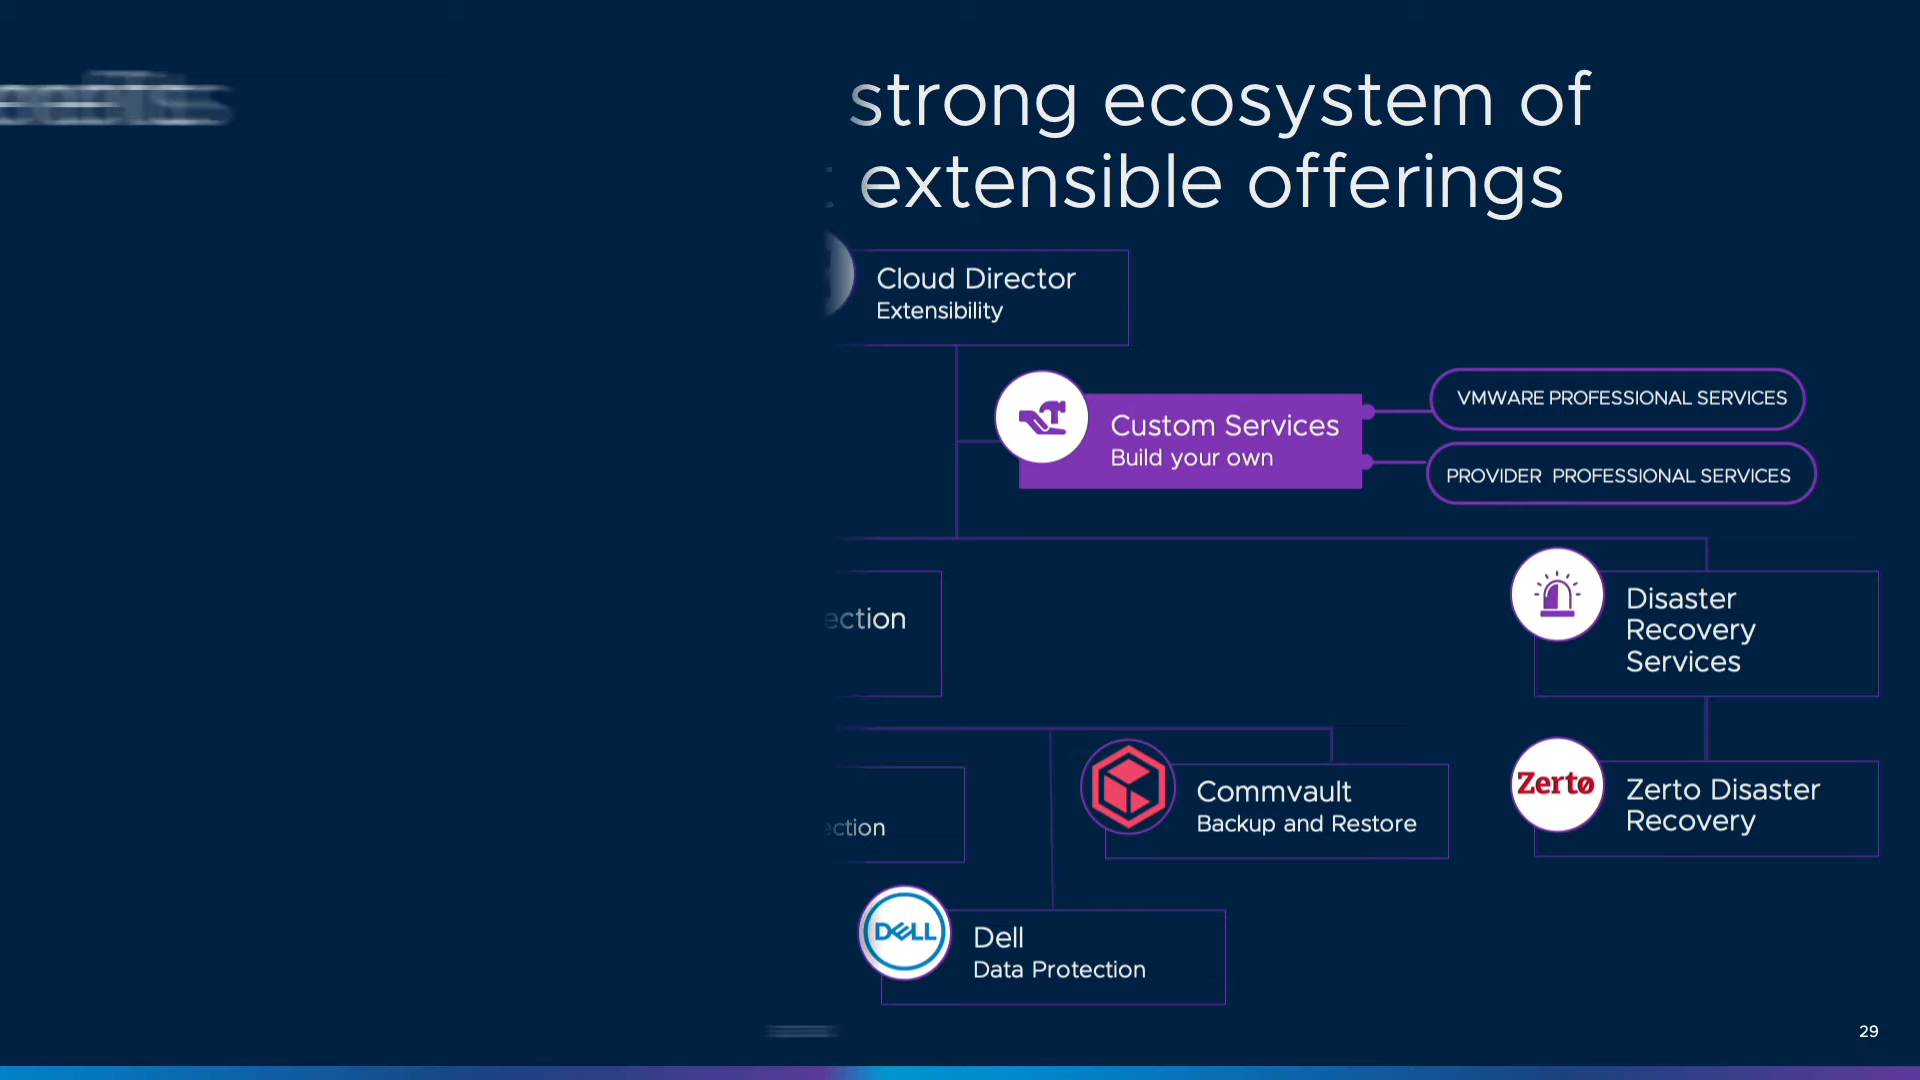 strong ecosystem of
extensible offerings
Cloud Director
Extensibility
Custom Services
Build your own
VMWARE PROFESSIONAL SERVICES
PROVIDER PROFESSIONAL SERVICES
ection
Disaster
Recovery
Services
ection
Commvault
Backup and Restore
Zerto
Zerto Disaster
Recovery
DELL
Dell
Data Protection
29